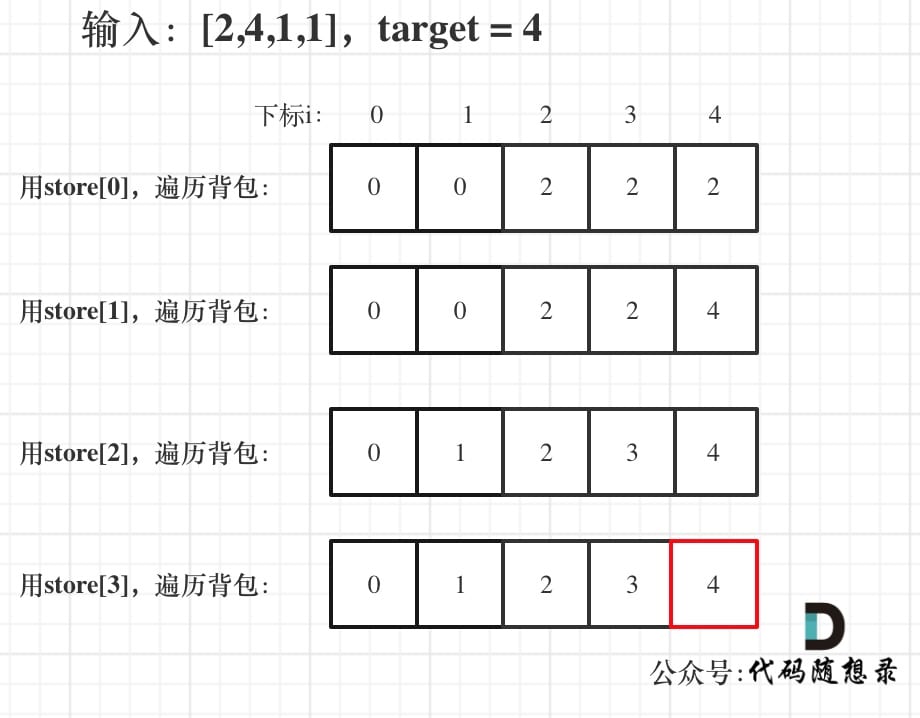 输入：[2,4,1,1]，target = 4
下标i： 0 1 2 3 4
用store[0]，遍历背包： 0 0 2 2 2
用store[1]，遍历背包： 0 0 2 2 4
用store[2]，遍历背包： 0 1 2 3 4
用store[3]，遍历背包： 0 1 2 3 4
D
公众号:代码随想录